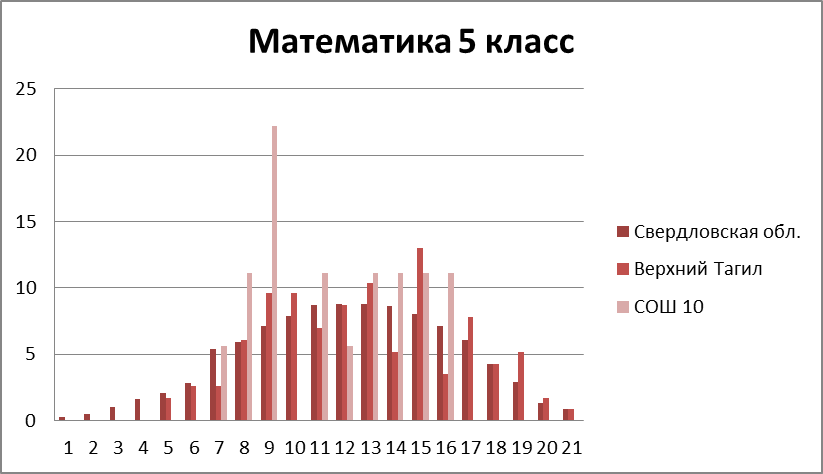 Математика 5 класс
25
20
15
10
5
0
1 2 3 4 5 6 7 8 9 10 11 12 13 14 15 16 17 18 19 20 21
Свердловская обл.
Верхний Тагил
СОШ 10